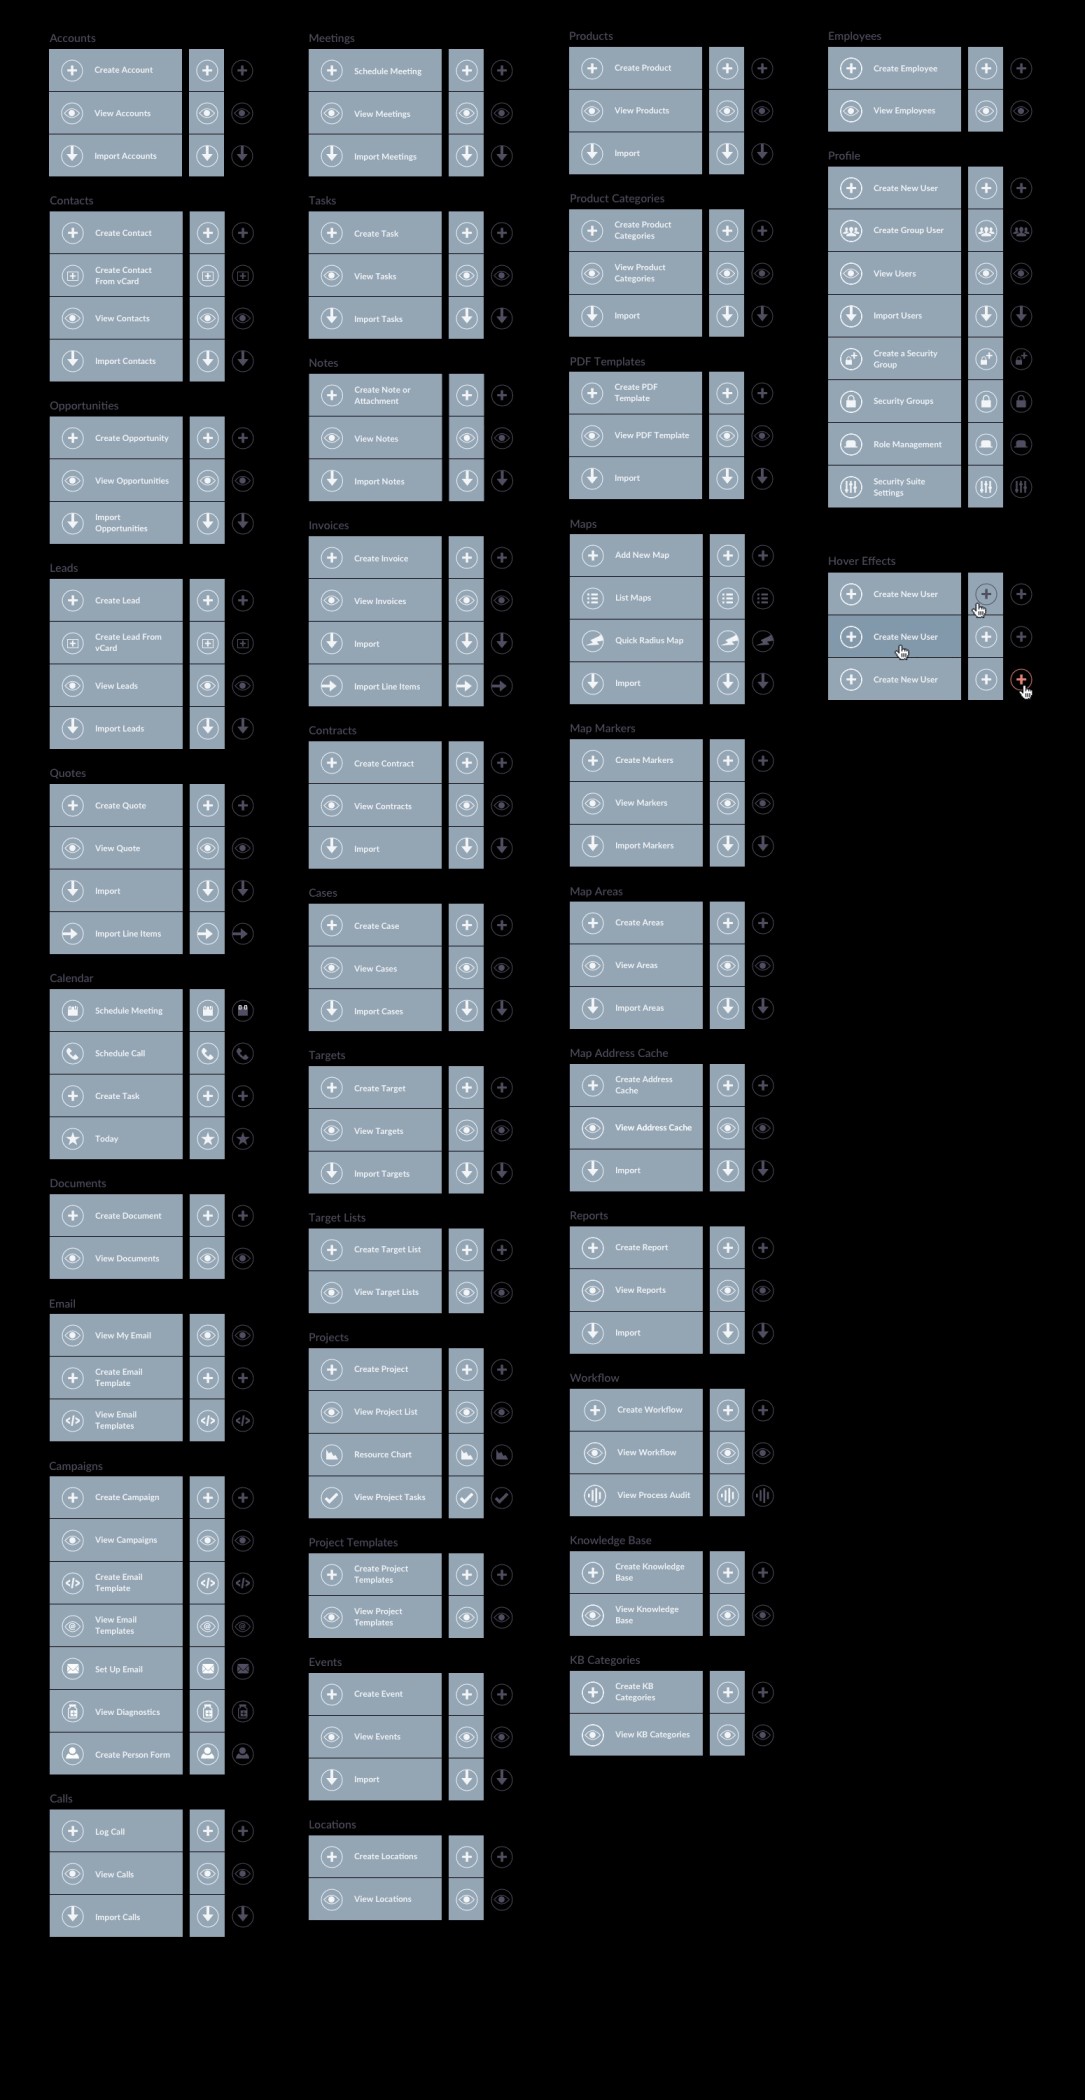 Accounts
Create Account
View Accounts
Import Accounts
Contacts
Create Contact
Create Contact
From vCard
View Contacts
Import Contacts
Opportunities
Create Opportunity
View Opportunities
Import
Opportunities
Leads
Create Lead
Create Lead From
vCard
View Leads
Import Leads
Quotes
Create Quote
View Quote
Import
Import Line Items
Calendar
Schedule Meeting
Schedule Call
Create Task
Today
Documents
Create Document
View Documents
Email
View My Email
Create Email
Template
View Email
Templates
Campaigns
Create Campaign
View Campaigns
Create Email
Template
View Email
Templates
Set Up Email
View Diagnostics
Create Person Form
Calls
Log Call
View Calls
Import Calls
Meetings
Schedule Meeting
View Meetings
Import Meetings
Tasks
Create Task
View Tasks
Import Tasks
Notes
Create Note or
Attachment
View Notes
Import Notes
Invoices
Create Invoice
View Invoices
Import
Import Line Items
Contracts
Create Contract
View Contracts
Import
Cases
Create Case
View Cases
Import Cases
Targets
Create Target
View Targets
Import Targets
Target Lists
Create Target List
View Target Lists
Projects
Create Project
View Project List
Resource Chart
View Project Tasks
Project Templates
Create Project
Templates
View Project
Templates
Events
Create Event
View Events
Import
Locations
Create Locations
View Locations
Products
Create Product
View Products
Import
Product Categories
Create Product
Categories
View Product
Categories
Import
PDF Templates
Create PDF
Template
View PDF Template
Import
Maps
Add New Map
List Maps
Quick Radius Map
Import
Map Markers
Create Markers
View Markers
Import Markers
Map Areas
Create Areas
View Areas
Import Areas
Map Address Cache
Create Address
Cache
View Address Cache
Import
Reports
Create Report
View Reports
Import
Workflow
Create Workflow
View Workflow
View Process Audit
Knowledge Base
Create Knowledge
Base
View Knowledge
Base
KB Categories
Create KB
Categories
View KB Categories
Employees
Create Employee
View Employees
Profile
Create New User
Create Group User
View Users
Import Users
Create a Security
Group
Security Groups
Role Management
Security Suite
Settings
Hover Effects
Create New User
Create New User
Create New User